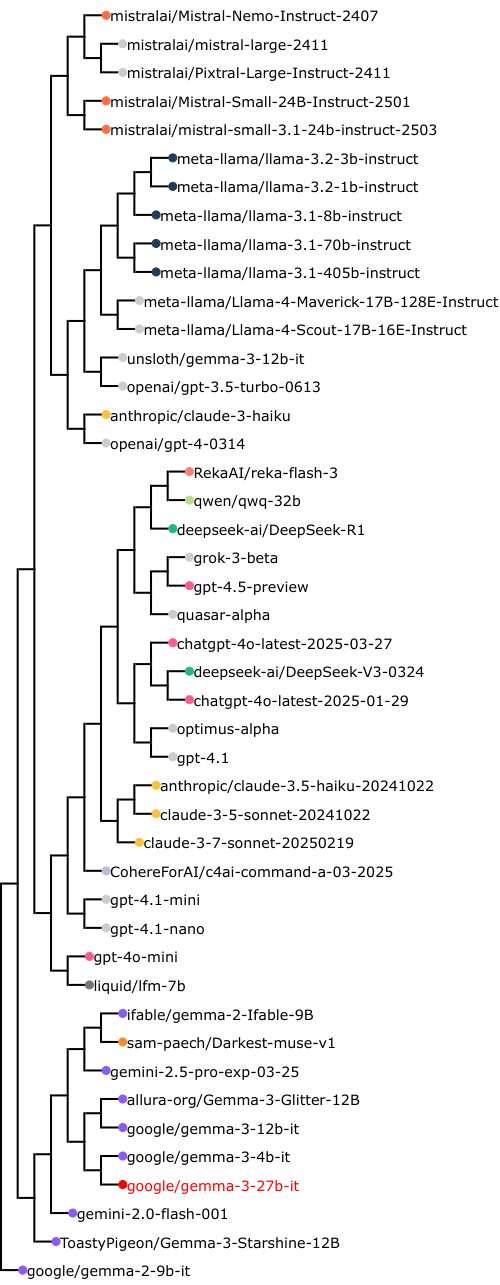 mistralai/Mistral-Nemo-Instruct-2407
mistralai/mistral-large-2411
mistralai/Pixtral-Large-Instruct-2411
mistralai/Mistral-Small-24B-Instruct-2501
mistralai/mistral-small-3.1-24b-instruct-2503
meta-llama/llama-3.2-3b-instruct
meta-llama/llama-3.2-1b-instruct
meta-llama/llama-3.1-8b-instruct
meta-llama/llama-3.1-70b-instruct
meta-llama/llama-3.1-405b-instruct
meta-llama/Llama-4-Maverick-17B-128E-Instruct
meta-llama/Llama-4-Scout-17B-16E-Instruct
unsloth/gemma-3-12b-it
openai/gpt-3.5-turbo-0613
anthropic/claude-3-haiku
openai/gpt-4-0314
RekaAI/reka-flash-3
qwen/qwq-32b
deepseek-ai/DeepSeek-R1
grok-3-beta
gpt-4.5-preview
quasar-alpha
chatgpt-4o-latest-2025-03-27
deepseek-ai/DeepSeek-V3-0324
chatgpt-4o-latest-2025-01-29
optimus-alpha
gpt-4.1
anthropic/claude-3.5-haiku-20241022
claude-3-5-sonnet-20241022
claude-3-7-sonnet-20250219
CohereForAI/c4ai-command-a-03-2025
gpt-4.1-mini
gpt-4.1-nano
gpt-4o-mini
liquid/lfm-7b
ifable/gemma-2-Ifable-9B
sam-paech/Darkest-muse-v1
gemini-2.5-pro-exp-03-25
allura-org/Gemma-3-Glitter-12B
google/gemma-3-12b-it
google/gemma-3-4b-it
google/gemma-3-27b-it
gemini-2.0-flash-001
ToastyPigeon/Gemma-3-Starshine-12B
google/gemma-2-9b-it